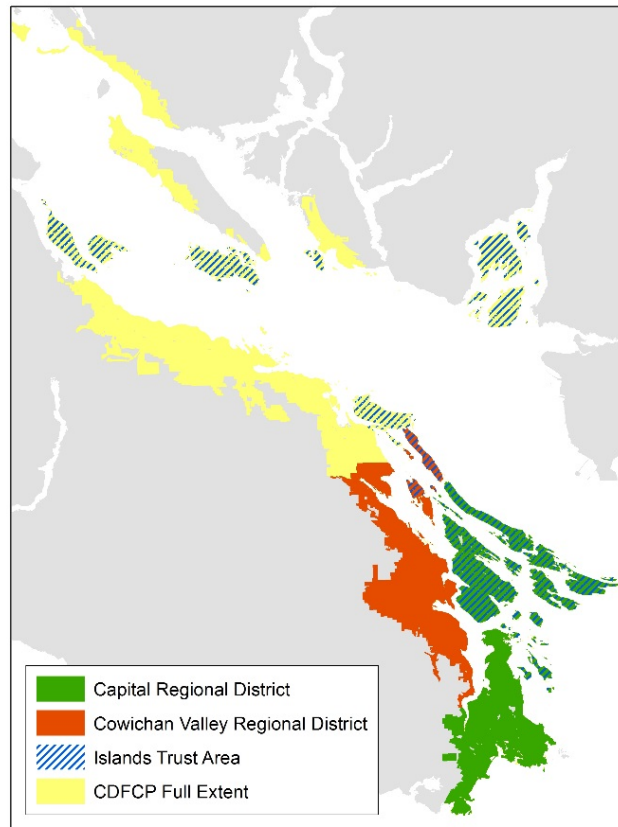 Capital Regional District
Cowichan Valley Regional District
Islands Trust Area
CDFCP Full Extent